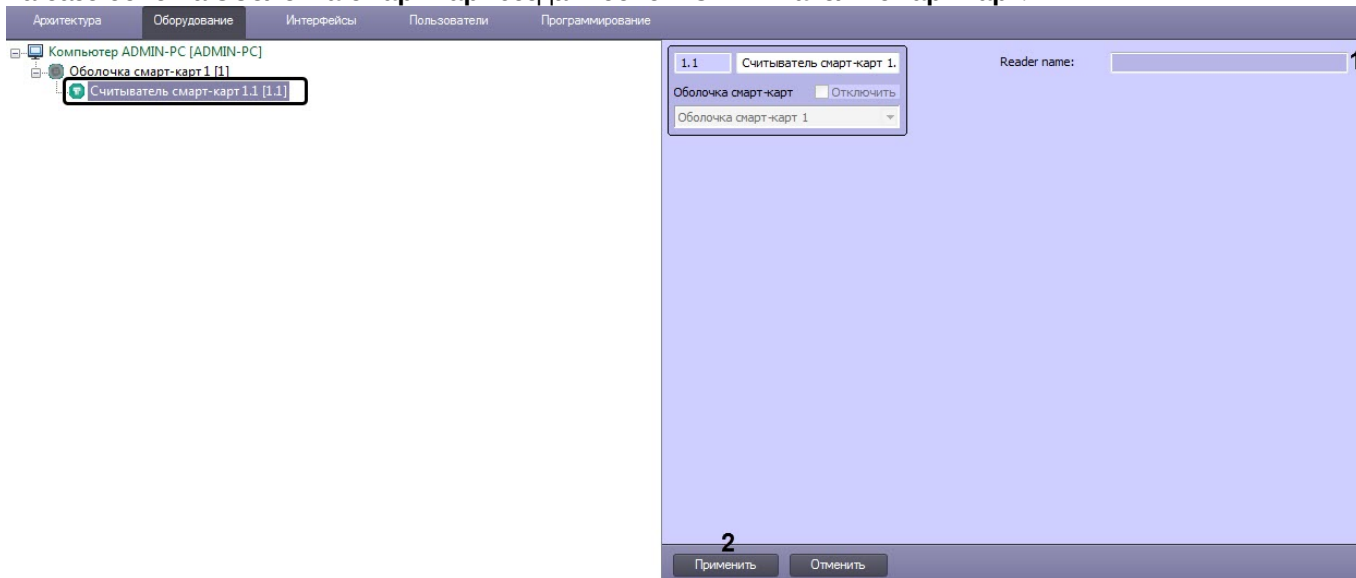 Архитектура Оборудование Интерфейсы Пользователи Программирование
Компьютер ADMIN-PC [ADMIN-PC]
Оболочка смарт-карт 1 [1]
Считыватель смарт-карт 1.1 [1.1]
1.1 Считыватель смарт-карт 1.
Reader name: 1
Оболочка смарт-карт Отключить
Оболочка смарт-карт 1
2
Применить Отменить